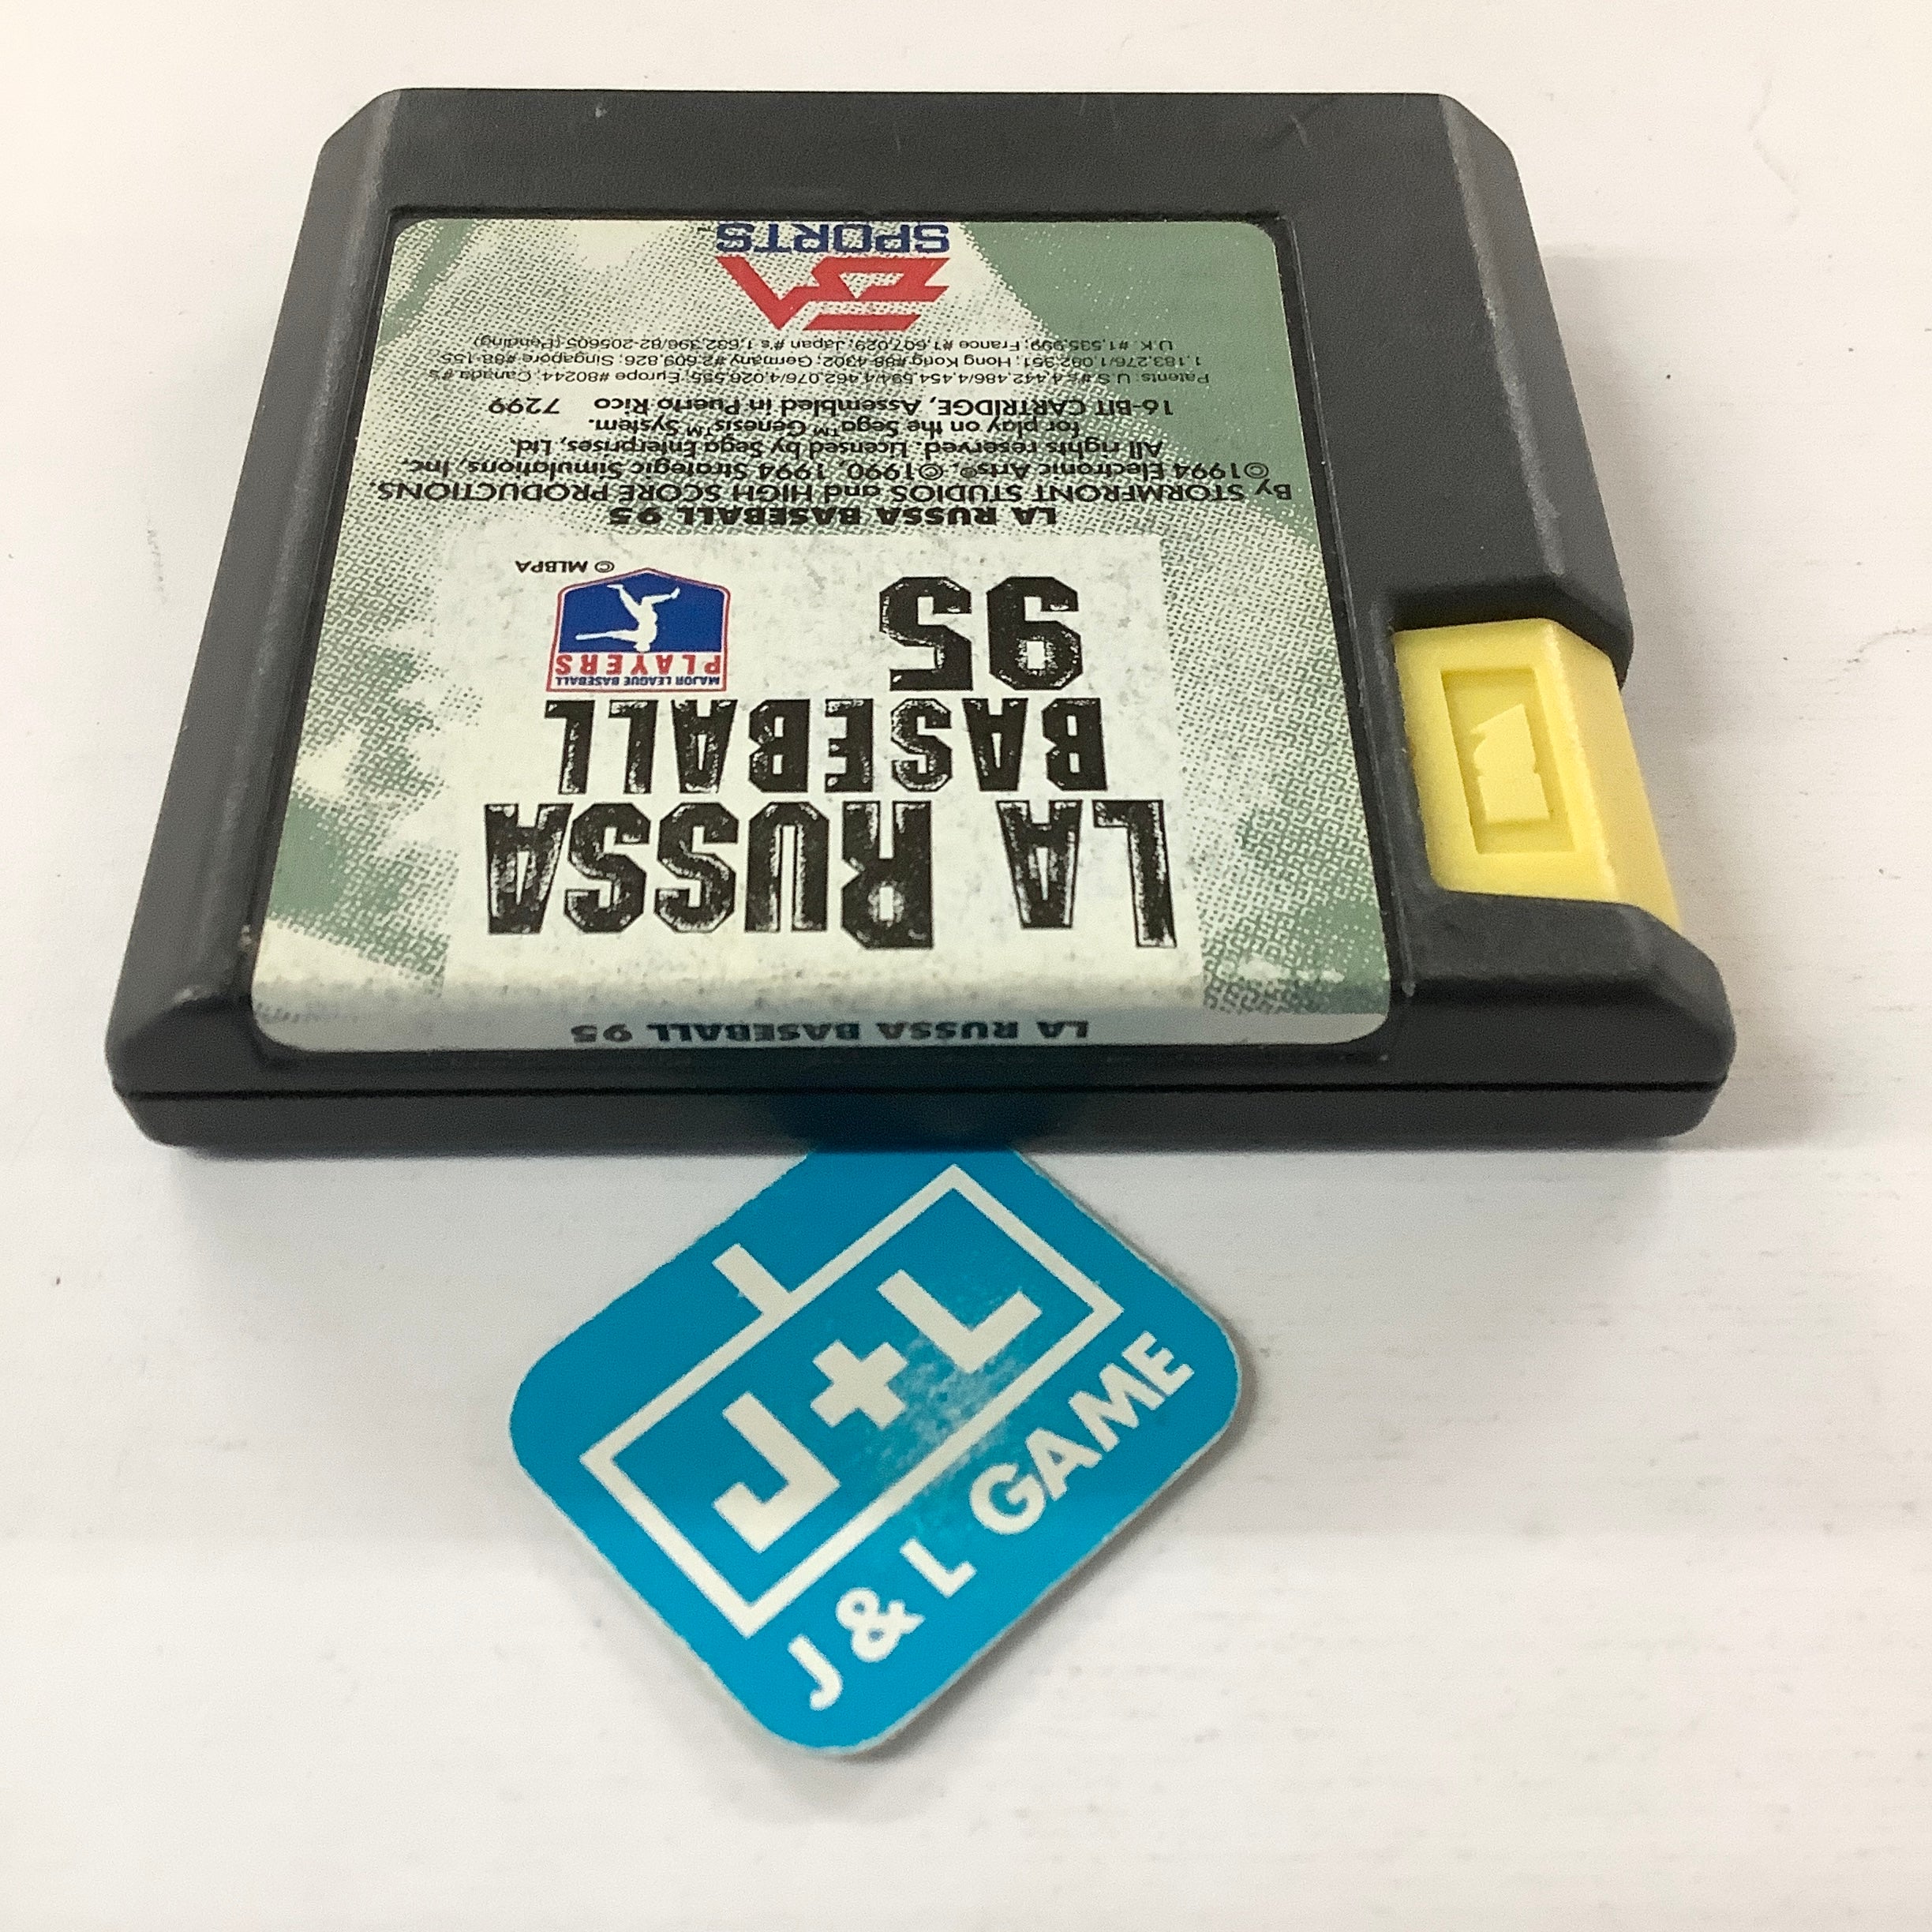 LA RUSSA BASEBALL 95
LA RUSSA
BASEBALL
95
MAJOR LEAGUE BASEBALL
PLAYERS
© MLBPA
LA RUSSA BASEBALL 95
By STORMFRONT STUDIOS and HIGH SCORE PRODUCTIONS.
©1994 Electronic Arts®, ©1990, 1994 Strategic Simulations, Inc.
All rights reserved. Licensed by Sega Enterprises, Ltd.
for play on the Sega™ Genesis™ System.
16-BIT CARTRIDGE, Assembled in Puerto Rico 7299
Patents: U.S. #'s 4,442,486/4,454,594/4,462,076/4,026,555; Europe #80244; Canada #'s
1,183,276/1,082,351; Hong Kong #88-4302; Germany #2,609,826; Singapore #88-155
U.K. #1,535,999; France #1,607,029; Japan #'s 1,632,396/82-205605 (Pending)
EA
SPORTS™
J+L
J & L GAME